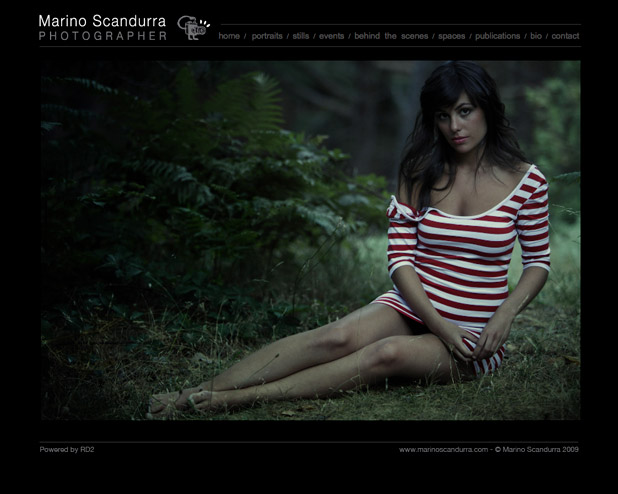 Marino Scandurra
PHOTOGRAPHER
home / portraits / stills / events / behind the scenes / spaces / publications / bio / contact
Powered by RD2
www.marinoscandurra.com - © Marino Scandurra 2009